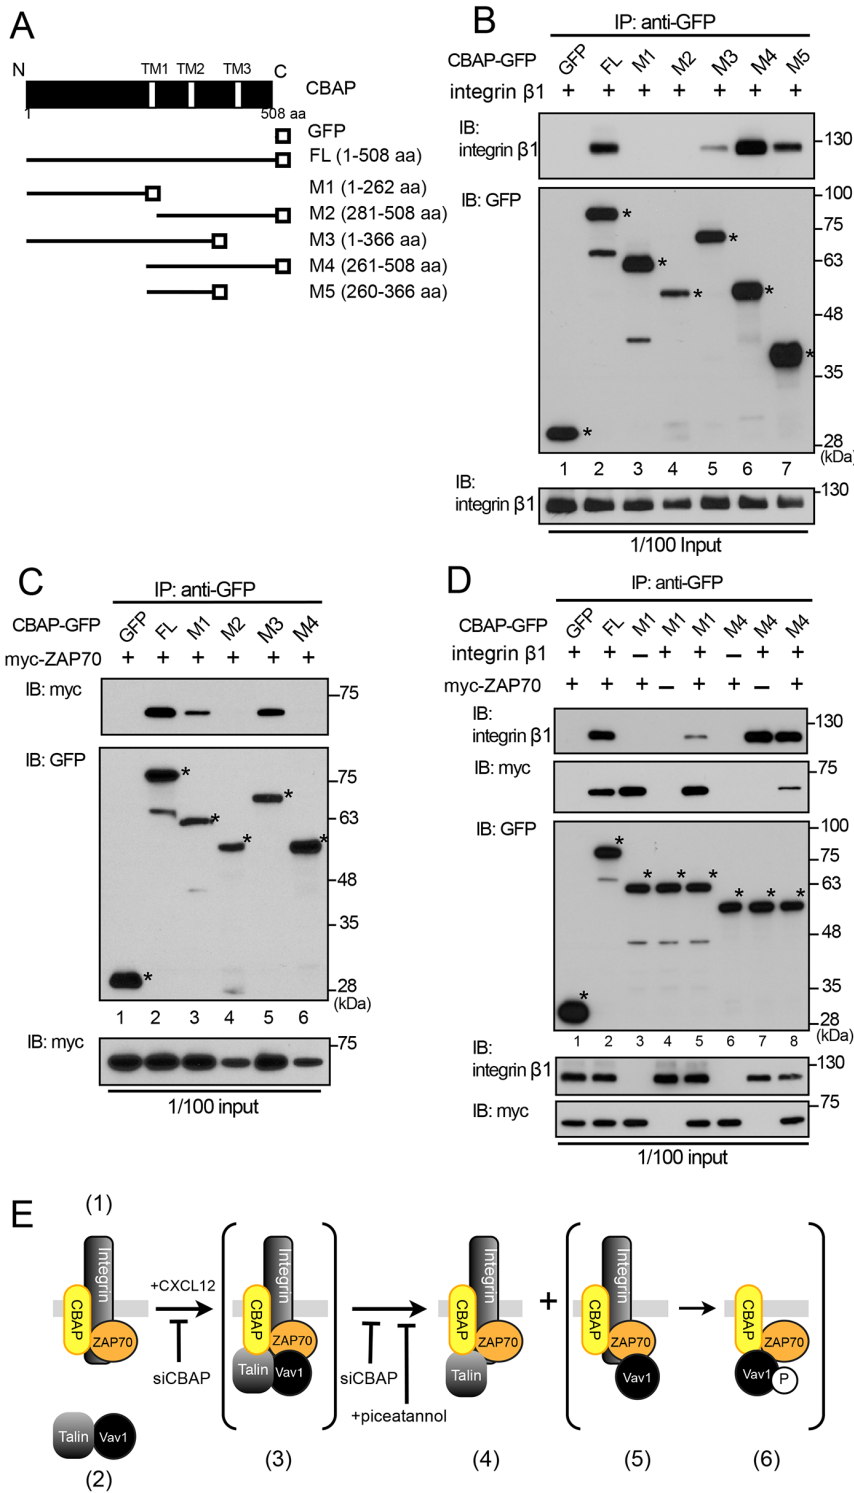 A
N
TM1 TM2 TM3
C
CBAP
1
508 aa
GFP
FL (1-508 aa)
M1 (1-262 aa)
M2 (281-508 aa)
M3 (1-366 aa)
M4 (261-508 aa)
M5 (260-366 aa)
B
IP: anti-GFP
CBAP-GFP GFP FL M1 M2 M3 M4 M5
integrin β1 + + + + + + +
IB:
integrin β1
130
IB: GFP
100
75
63
48
35
28
(kDa)
* * * * * * *
1 2 3 4 5 6 7
IB:
integrin β1
130
1/100 Input
C
IP: anti-GFP
CBAP-GFP GFP FL M1 M2 M3 M4
myc-ZAP70 + + + + + +
IB: myc
75
IB: GFP
75
63
48
35
28
(kDa)
* * * * * *
1 2 3 4 5 6
IB: myc
75
1/100 input
D
IP: anti-GFP
CBAP-GFP GFP FL M1 M1 M1 M4 M4 M4
integrin β1 + + − + + − + +
myc-ZAP70 + + + − + + − +
IB:
integrin β1
130
IB: myc
75
IB: GFP
100
75
63
48
35
28
(kDa)
* * * * * * * *
1 2 3 4 5 6 7 8
IB:
integrin β1
130
IB: myc
75
1/100 input
E
(1)
Integrin
CBAP
ZAP70
Talin Vav1
(2)
+CXCL12
siCBAP
Integrin
CBAP
ZAP70
Talin Vav1
(3)
siCBAP
+piceatannol
Integrin
CBAP
ZAP70
Talin
(4)
+
Integrin
CBAP
ZAP70
Vav1
(5)
CBAP
ZAP70
Vav1
P
(6)